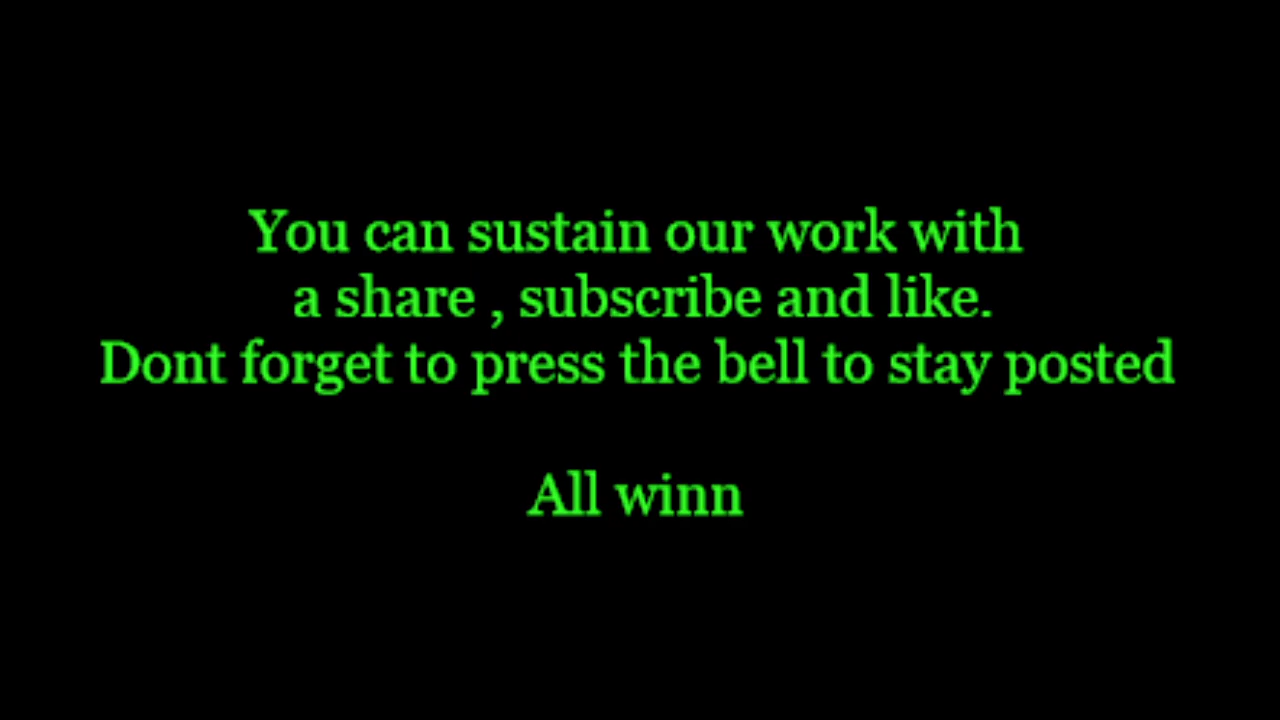 You can sustain our work with
a share , subscribe and like.
Dont forget to press the bell to stay posted
All winn